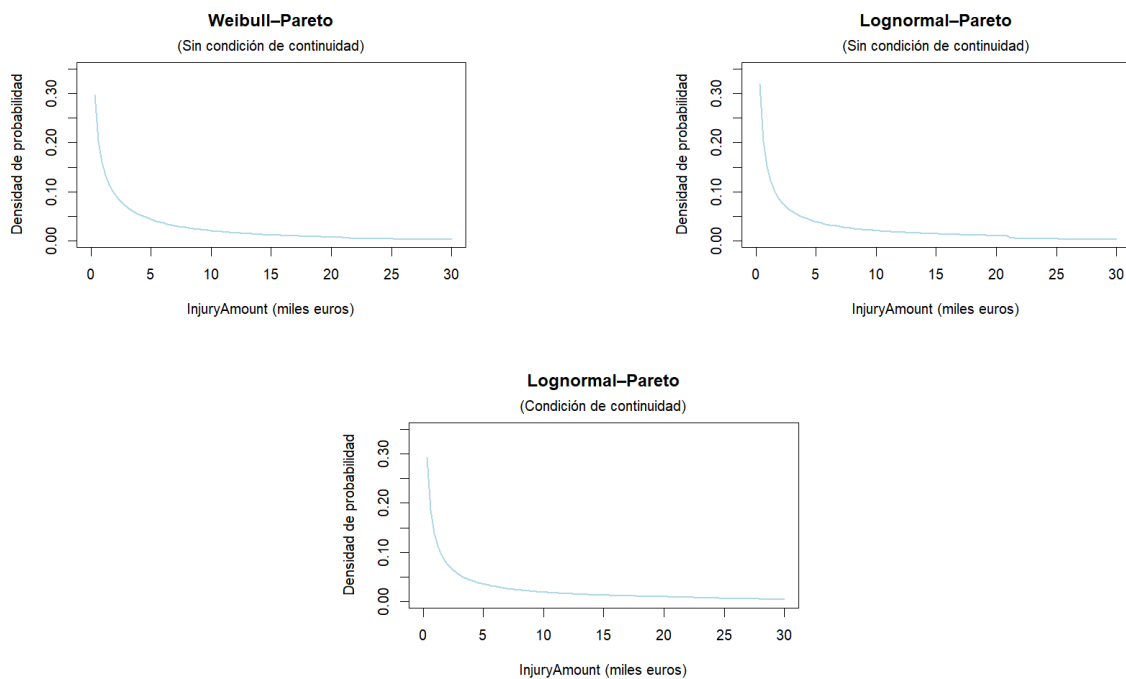 Weibull–Pareto
(Sin condición de continuidad)
Densidad de probabilidad
0.00 0.10 0.20 0.30
0 5 10 15 20 25 30
InjuryAmount (miles euros)
Lognormal–Pareto
(Sin condición de continuidad)
Densidad de probabilidad
0.00 0.10 0.20 0.30
0 5 10 15 20 25 30
InjuryAmount (miles euros)
Lognormal–Pareto
(Condición de continuidad)
Densidad de probabilidad
0.00 0.10 0.20 0.30
0 5 10 15 20 25 30
InjuryAmount (miles euros)